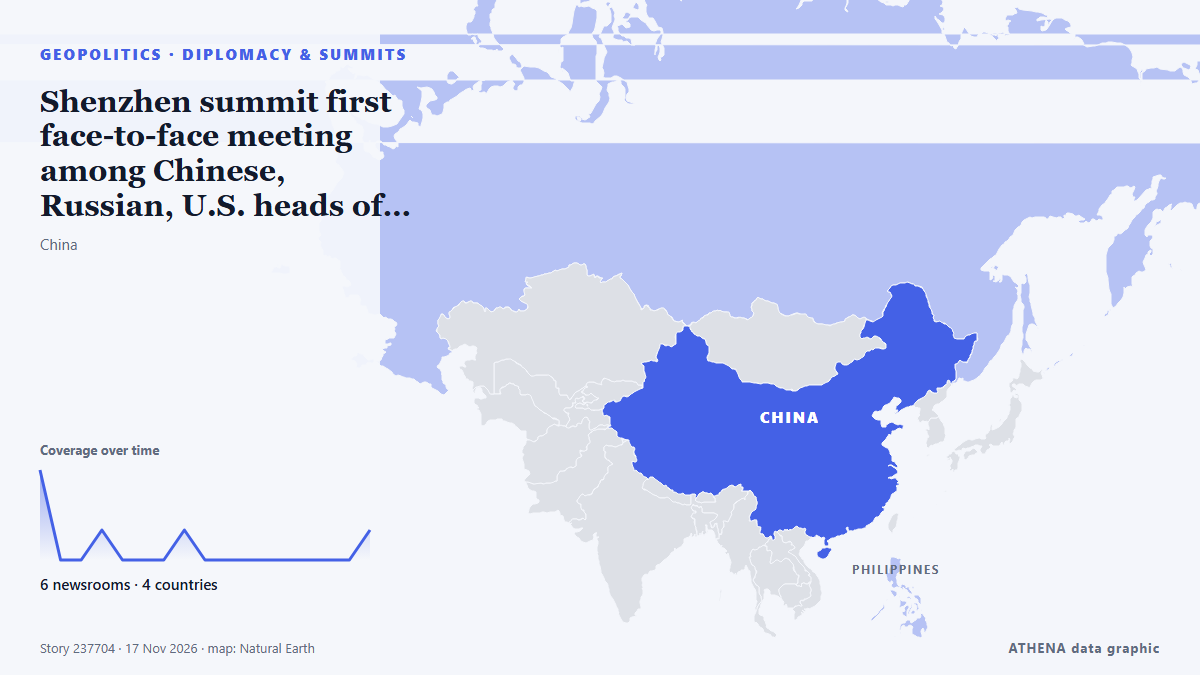 GEOPOLITICS · DIPLOMACY & SUMMITS
Shenzhen summit first
face-to-face meeting
among Chinese,
Russian, U.S. heads of...
China
CHINA
Coverage over time
PHILIPPINES
6 newsrooms · 4 countries
Story 237704 · 17 Nov 2026 · map: Natural Earth
ATHENA data graphic